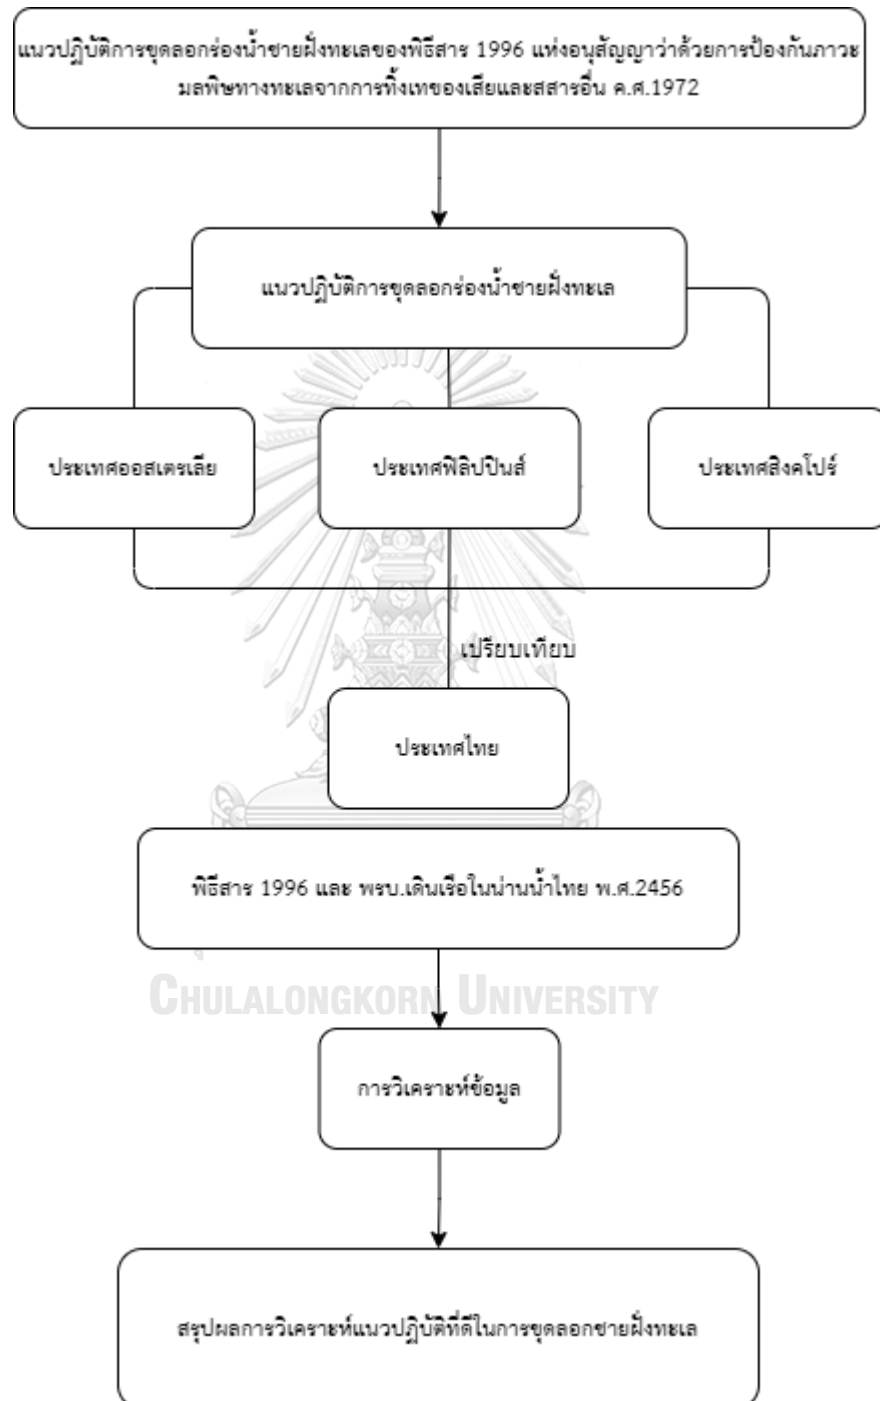 แนวปฏิบัติการขุดลอกร่องน้ำชายฝั่งทะเลของพิธีสาร 1996 แห่งอนุสัญญาว่าด้วยการป้องกันภาวะ
มลพิษทางทะเลจากการทิ้งเทของเสียและสสารอื่น ค.ศ.1972
แนวปฏิบัติการขุดลอกร่องน้ำชายฝั่งทะเล
ประเทศออสเตรเลีย
ประเทศฟิลิปปินส์
ประเทศสิงคโปร์
เปรียบเทียบ
ประเทศไทย
พิธีสาร 1996 และ พรบ.เดินเรือในน่านน้ำไทย พ.ศ.2456
CHULALONGKORN UNIVERSITY
การวิเคราะห์ข้อมูล
สรุปผลการวิเคราะห์แนวปฏิบัติที่ดีในการขุดลอกชายฝั่งทะเล